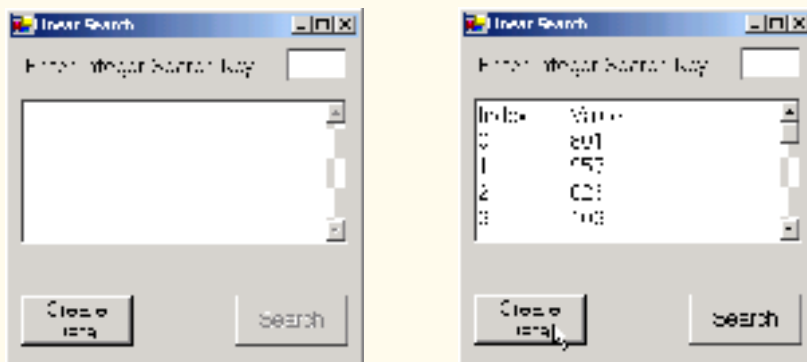 Linear Search
Enter Integer Search Key
Create
Data
Search
Linear Search
Enter Integer Search Key
Index Value
0
1
2
3
Create
Data
Search